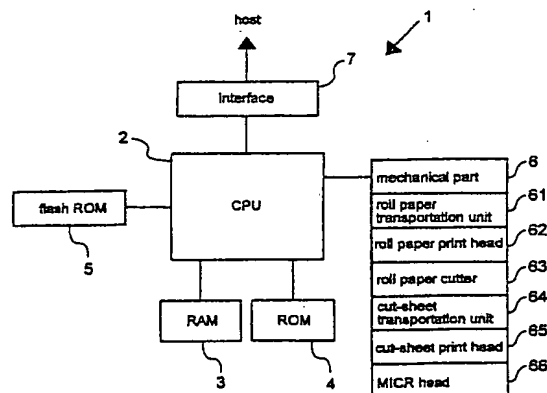 host
1
7
Interface
2
CPU
flash ROM
5
RAM
3
ROM
4
mechanical part
6
roll paper
transportation unit
61
roll paper print head
62
roll paper cutter
63
cut-sheet
transportation unit
64
cut-sheet print head
65
MICR head
66